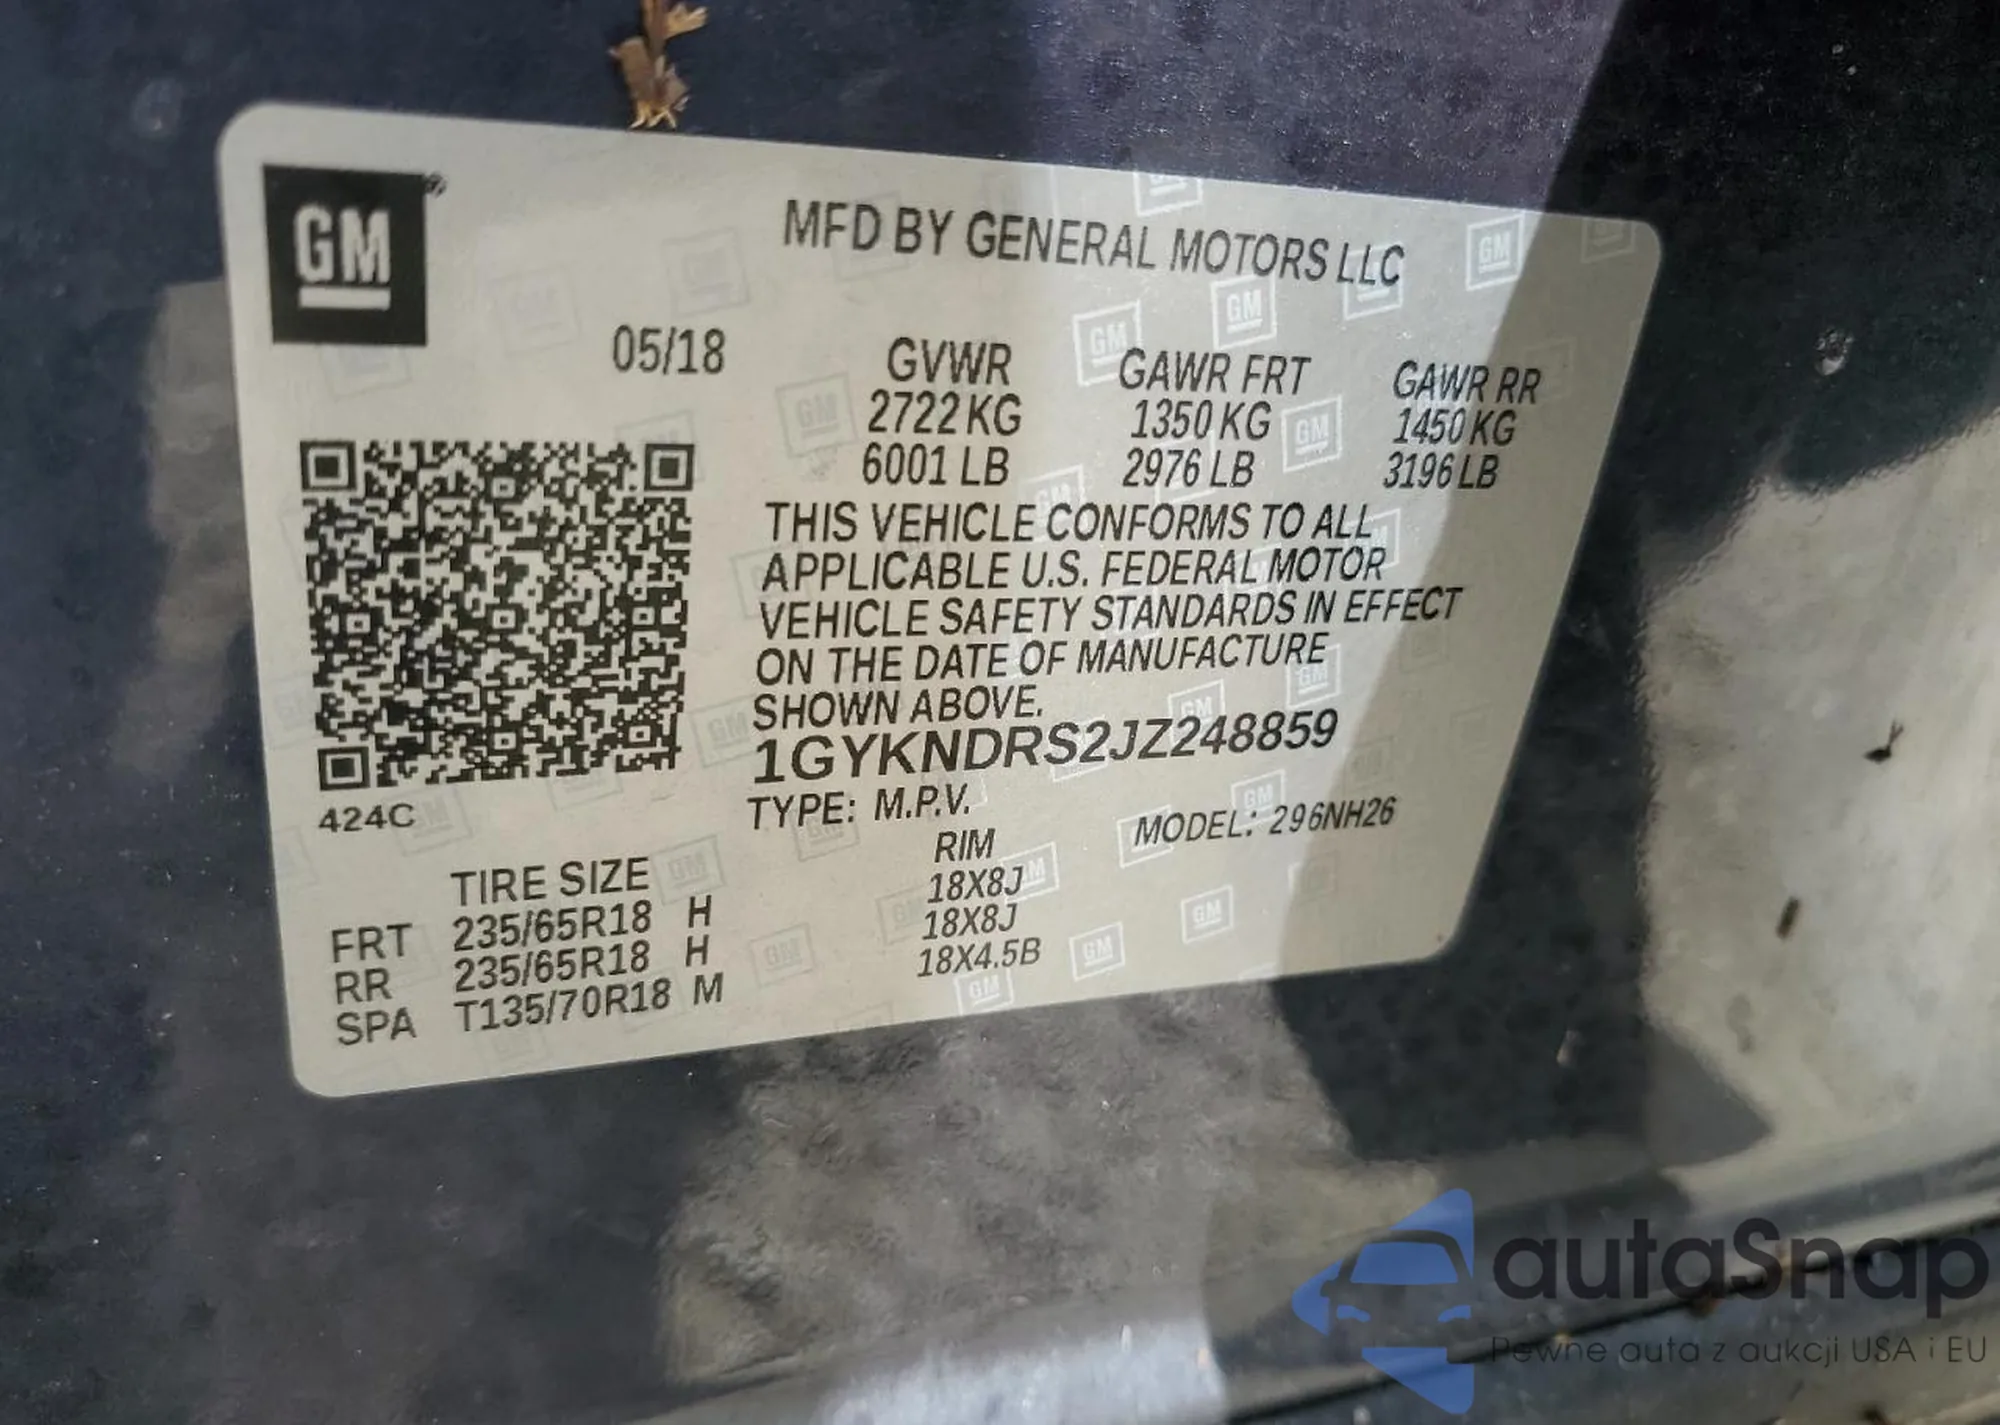 GM
MFD BY GENERAL MOTORS LLC
05/18 GVWR GAWR FRT GAWR RR
2722 KG 1350 KG 1450 KG
6001 LB 2976 LB 3196 LB
THIS VEHICLE CONFORMS TO ALL
APPLICABLE U.S. FEDERAL MOTOR
VEHICLE SAFETY STANDARDS IN EFFECT
ON THE DATE OF MANUFACTURE
SHOWN ABOVE.
1GYKNDRS2JZ248859
424C
TYPE: M.P.V. MODEL: 296NH26
TIRE SIZE RIM
FRT 235/65R18 H 18X8J
RR 235/65R18 H 18X8J
SPA T135/70R18 M 18X4.5B
autaSnap
Pewne auta z aukcji USA i EU